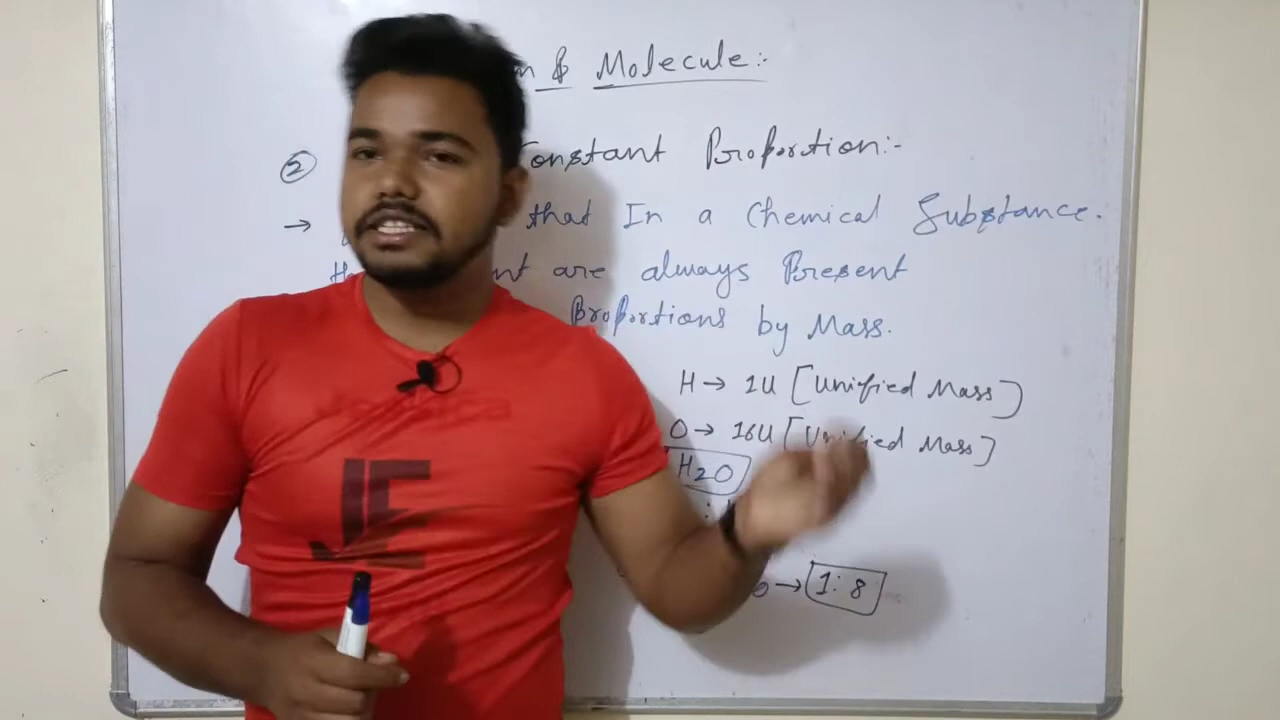 & Molecule:-
② Constant Proportion:-
→ that In a Chemical Substance.
are always Present
Proportions by Mass.
H → 1U [Unified Mass]
O → 16U [Unified Mass]
H2O
→ 1:8
JE